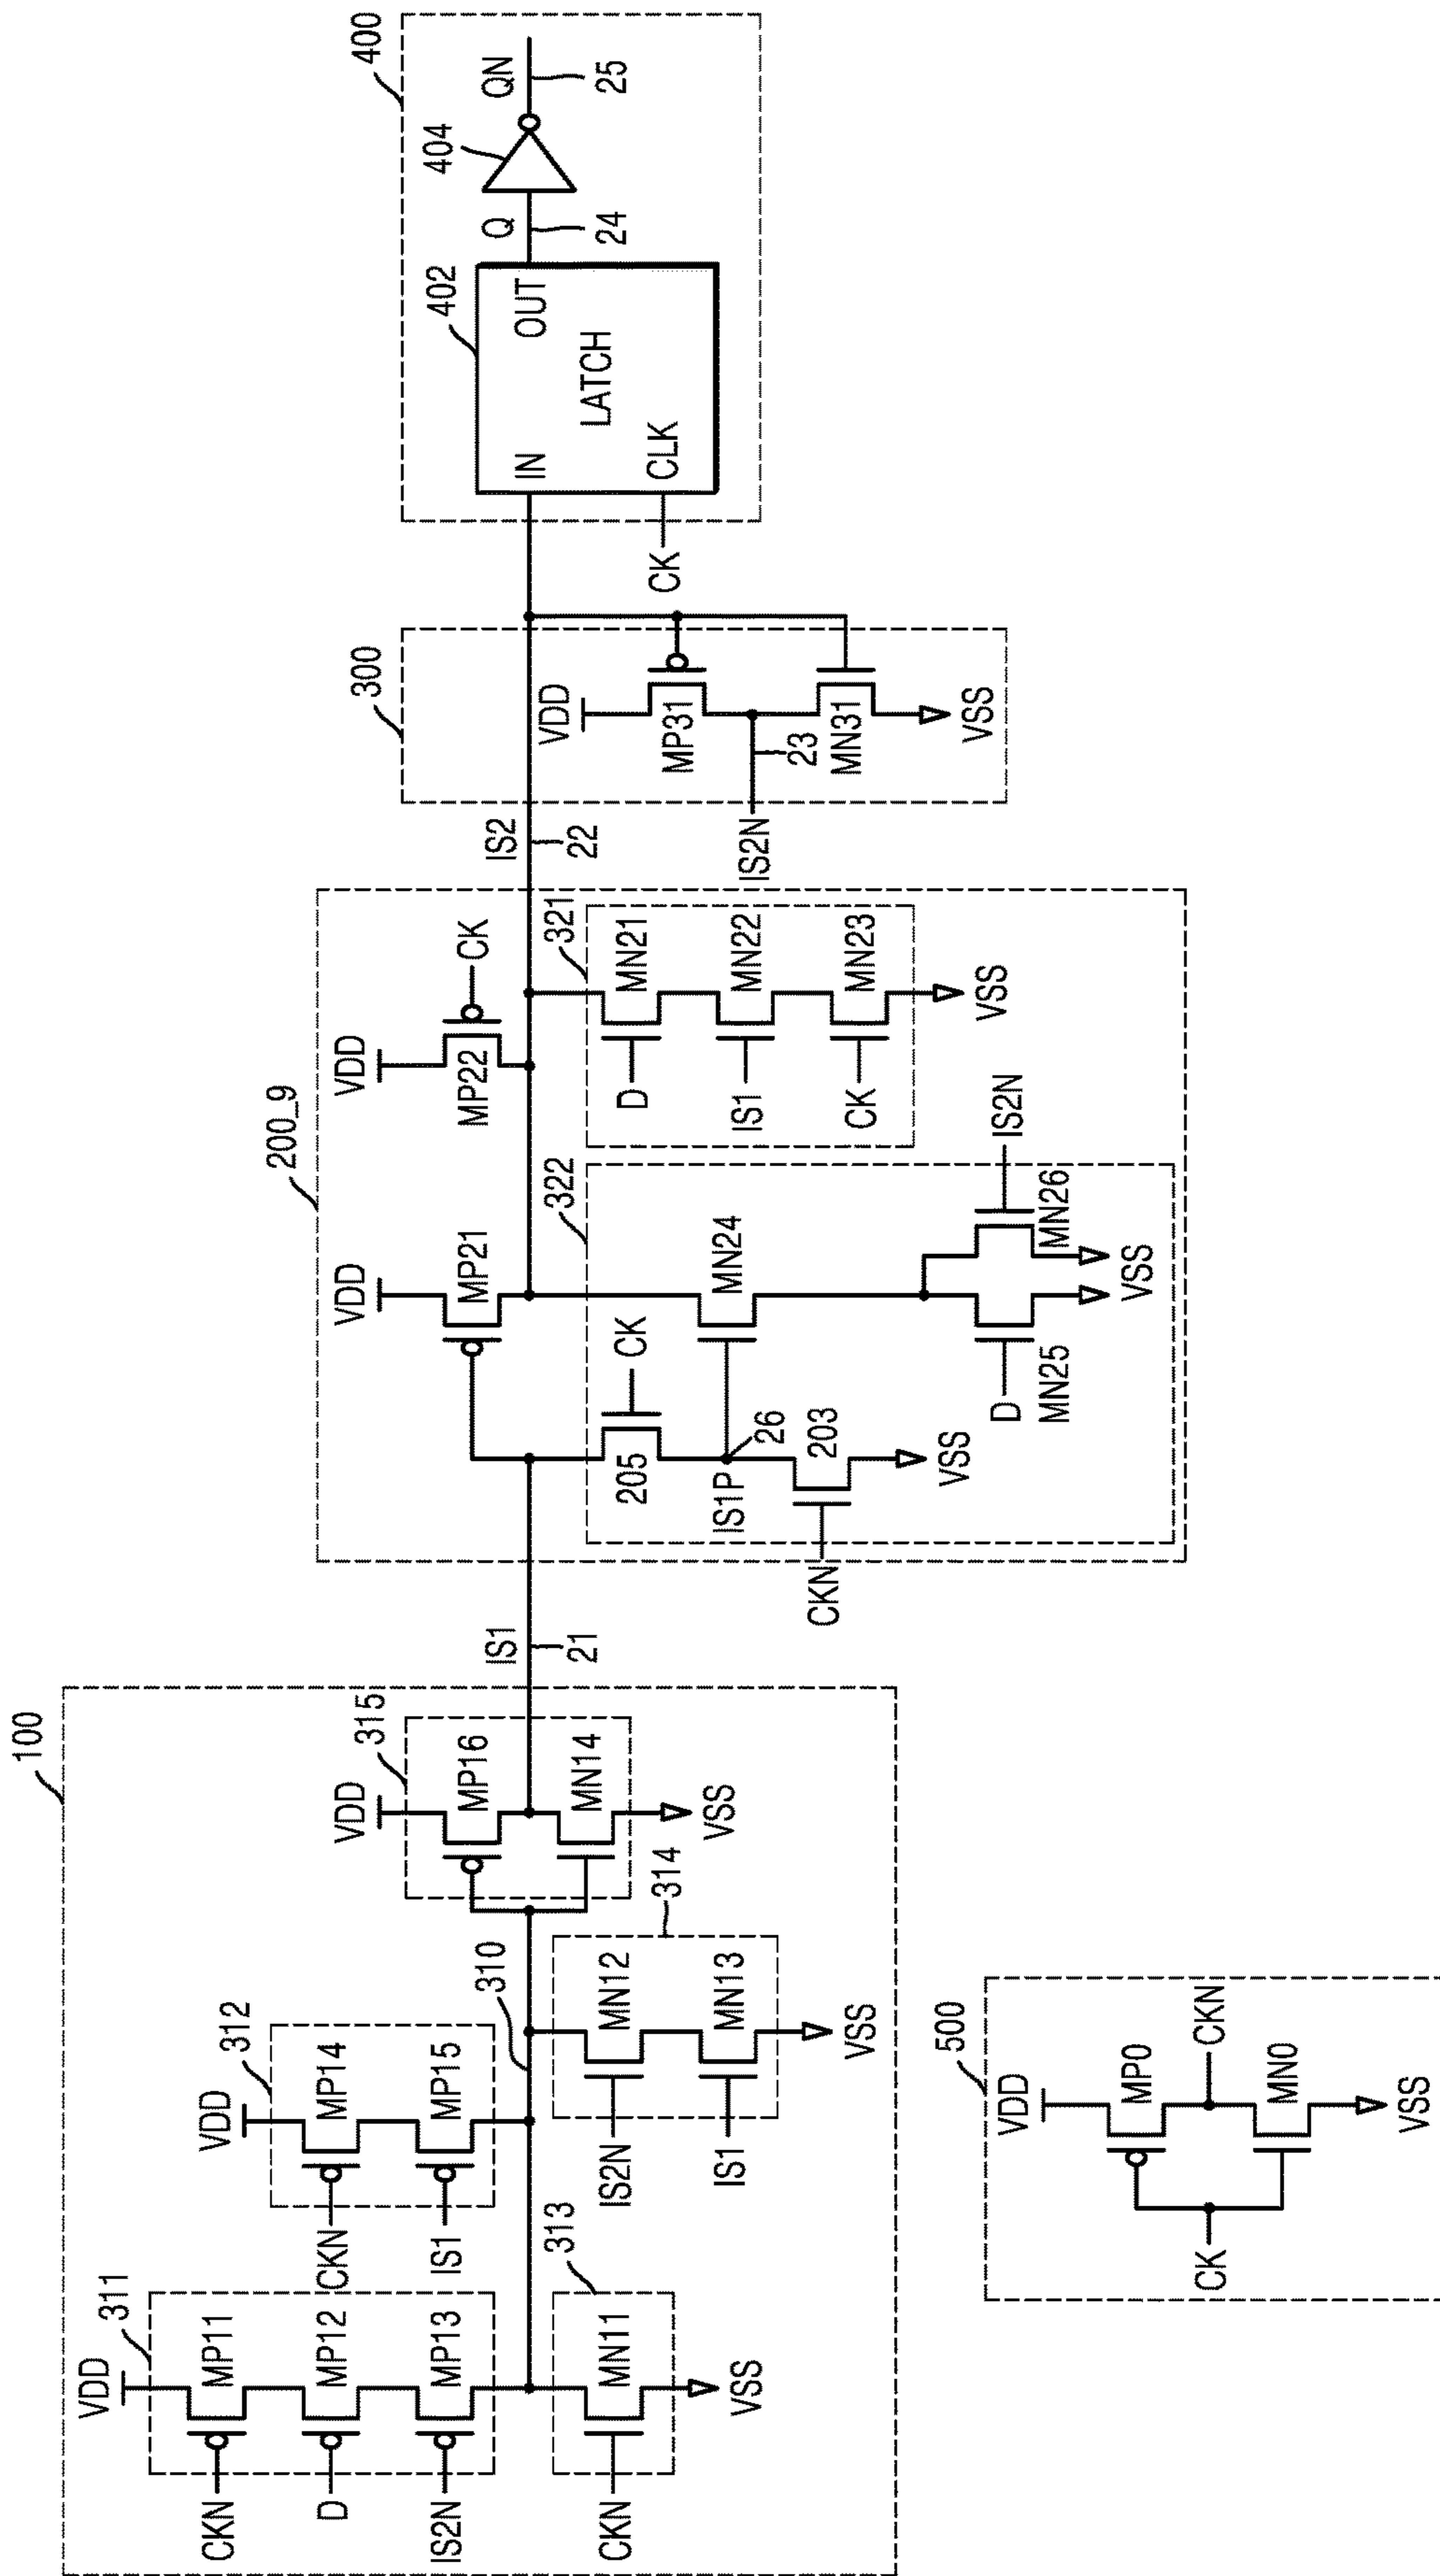 100
311
VDD
CKN
MP11
D
MP12
IS2N
MP13
313
CKN
MN11
VSS
312
VDD
CKN
MP14
IS1
MP15
310
314
IS2N
MN12
IS1
MN13
VSS
315
VDD
MP16
MN14
VSS
IS1
21
200_9
VDD
MP21
VDD
MP22
CK
322
205
CK
IS1P
26
203
CKN
VSS
MN24
D
MN25
IS2N
MN26
VSS
321
D
MN21
IS1
MN22
CK
MN23
VSS
IS2
22
300
VDD
MP31
IS2N
23
MN31
VSS
400
402
IN
OUT
LATCH
CLK
CK
Q
24
404
QN
25
500
VDD
MP0
CK
CKN
MN0
VSS